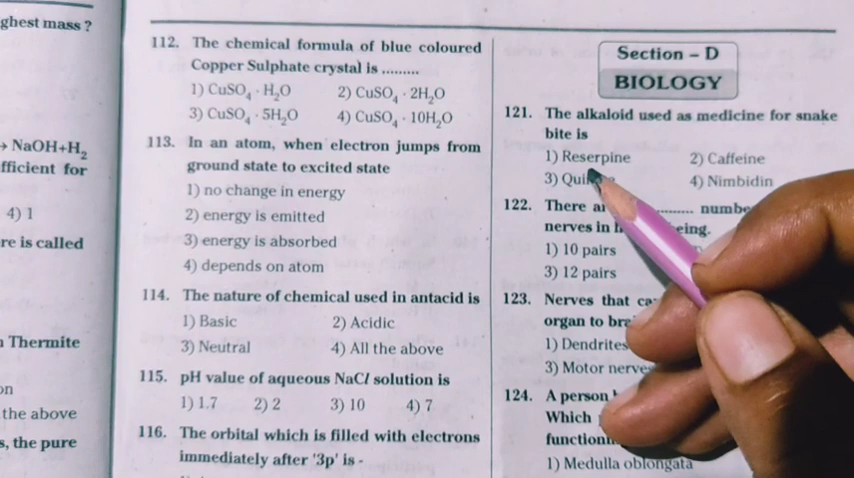 ghest mass ?
→ NaOH+H₂
fficient for
4) 1
re is called
Thermite
on
the above
s, the pure
112. The chemical formula of blue coloured
Copper Sulphate crystal is .........
1) CuSO₄ · H₂O 2) CuSO₄ · 2H₂O
3) CuSO₄ · 5H₂O 4) CuSO₄ · 10H₂O
113. In an atom, when electron jumps from
ground state to excited state
1) no change in energy
2) energy is emitted
3) energy is absorbed
4) depends on atom
114. The nature of chemical used in antacid is
1) Basic 2) Acidic
3) Neutral 4) All the above
115. pH value of aqueous NaCl solution is
1) 1.7 2) 2 3) 10 4) 7
116. The orbital which is filled with electrons
immediately after '3p' is -
Section – D
BIOLOGY
121. The alkaloid used as medicine for snake
bite is
1) Reserpine 2) Caffeine
3) 4) Nimbidin
122. There
nerves in
1) 10 pairs
3) 12 pairs
123. Nerves that
organ to
1) Dendrites
3) Motor nerves
124. A person
Which
1) Medulla oblongata